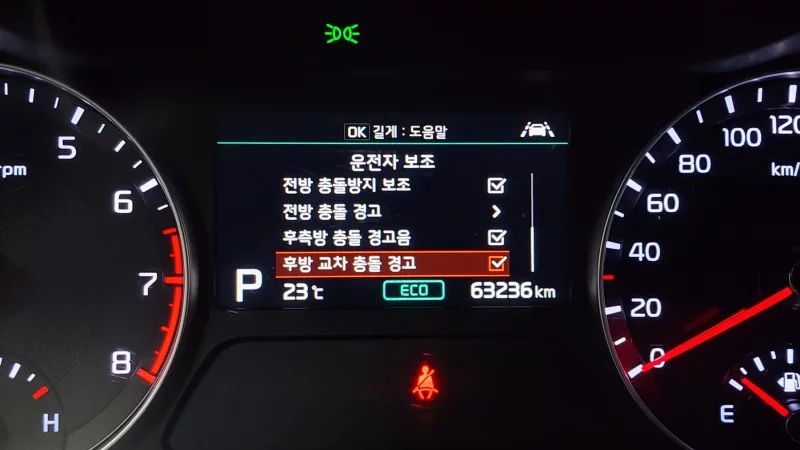 OK 길게 : 도움말
운전자 보조
전방 충돌방지 보조
전방 충돌 경고
후측방 충돌 경고음
후방 교차 충돌 경고
P 23℃ ECO 63236 km
rpm
5
6
7
8
H
120
100
km/
80
60
40
20
0
E